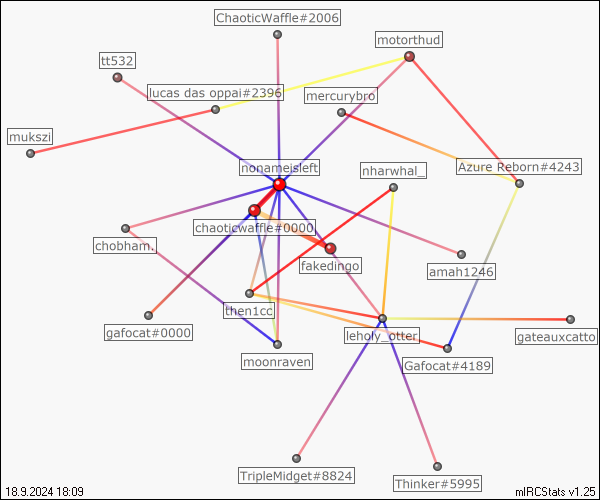 ChaoticWaffle#2006
motorthud
tt532
lucas das oppai#2396
mercurybro
mukszi
nonameisleft
nharwhal_
Azure Reborn#4243
chaoticwaffle#0000
chobham.
fakedingo
amah1246
then1cc
gafocat#0000
leholy_otter
gateauxcatto
moonraven
Gafocat#4189
TripleMidget#8824
Thinker#5995
18.9.2024 18:09
mIRCStats v1.25